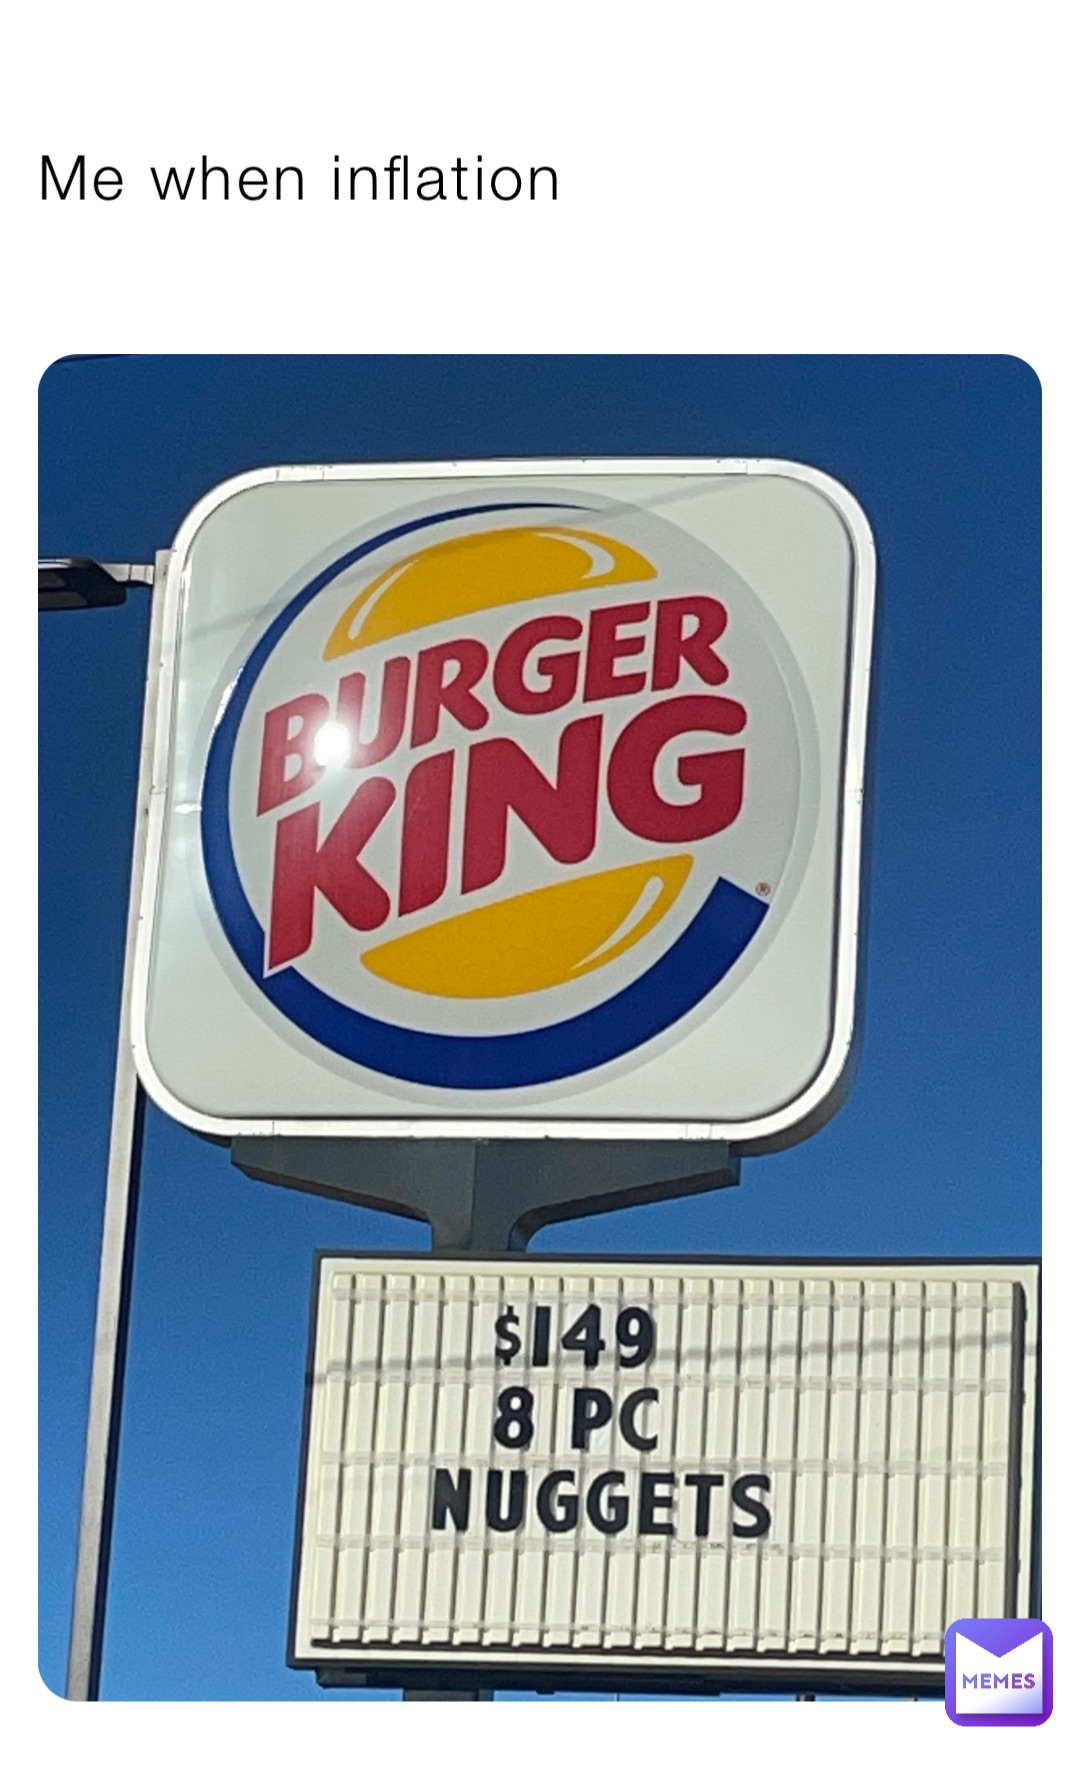 Me when inflation
BURGER
KING
®
$149
8 PC
NUGGETS
MEMES